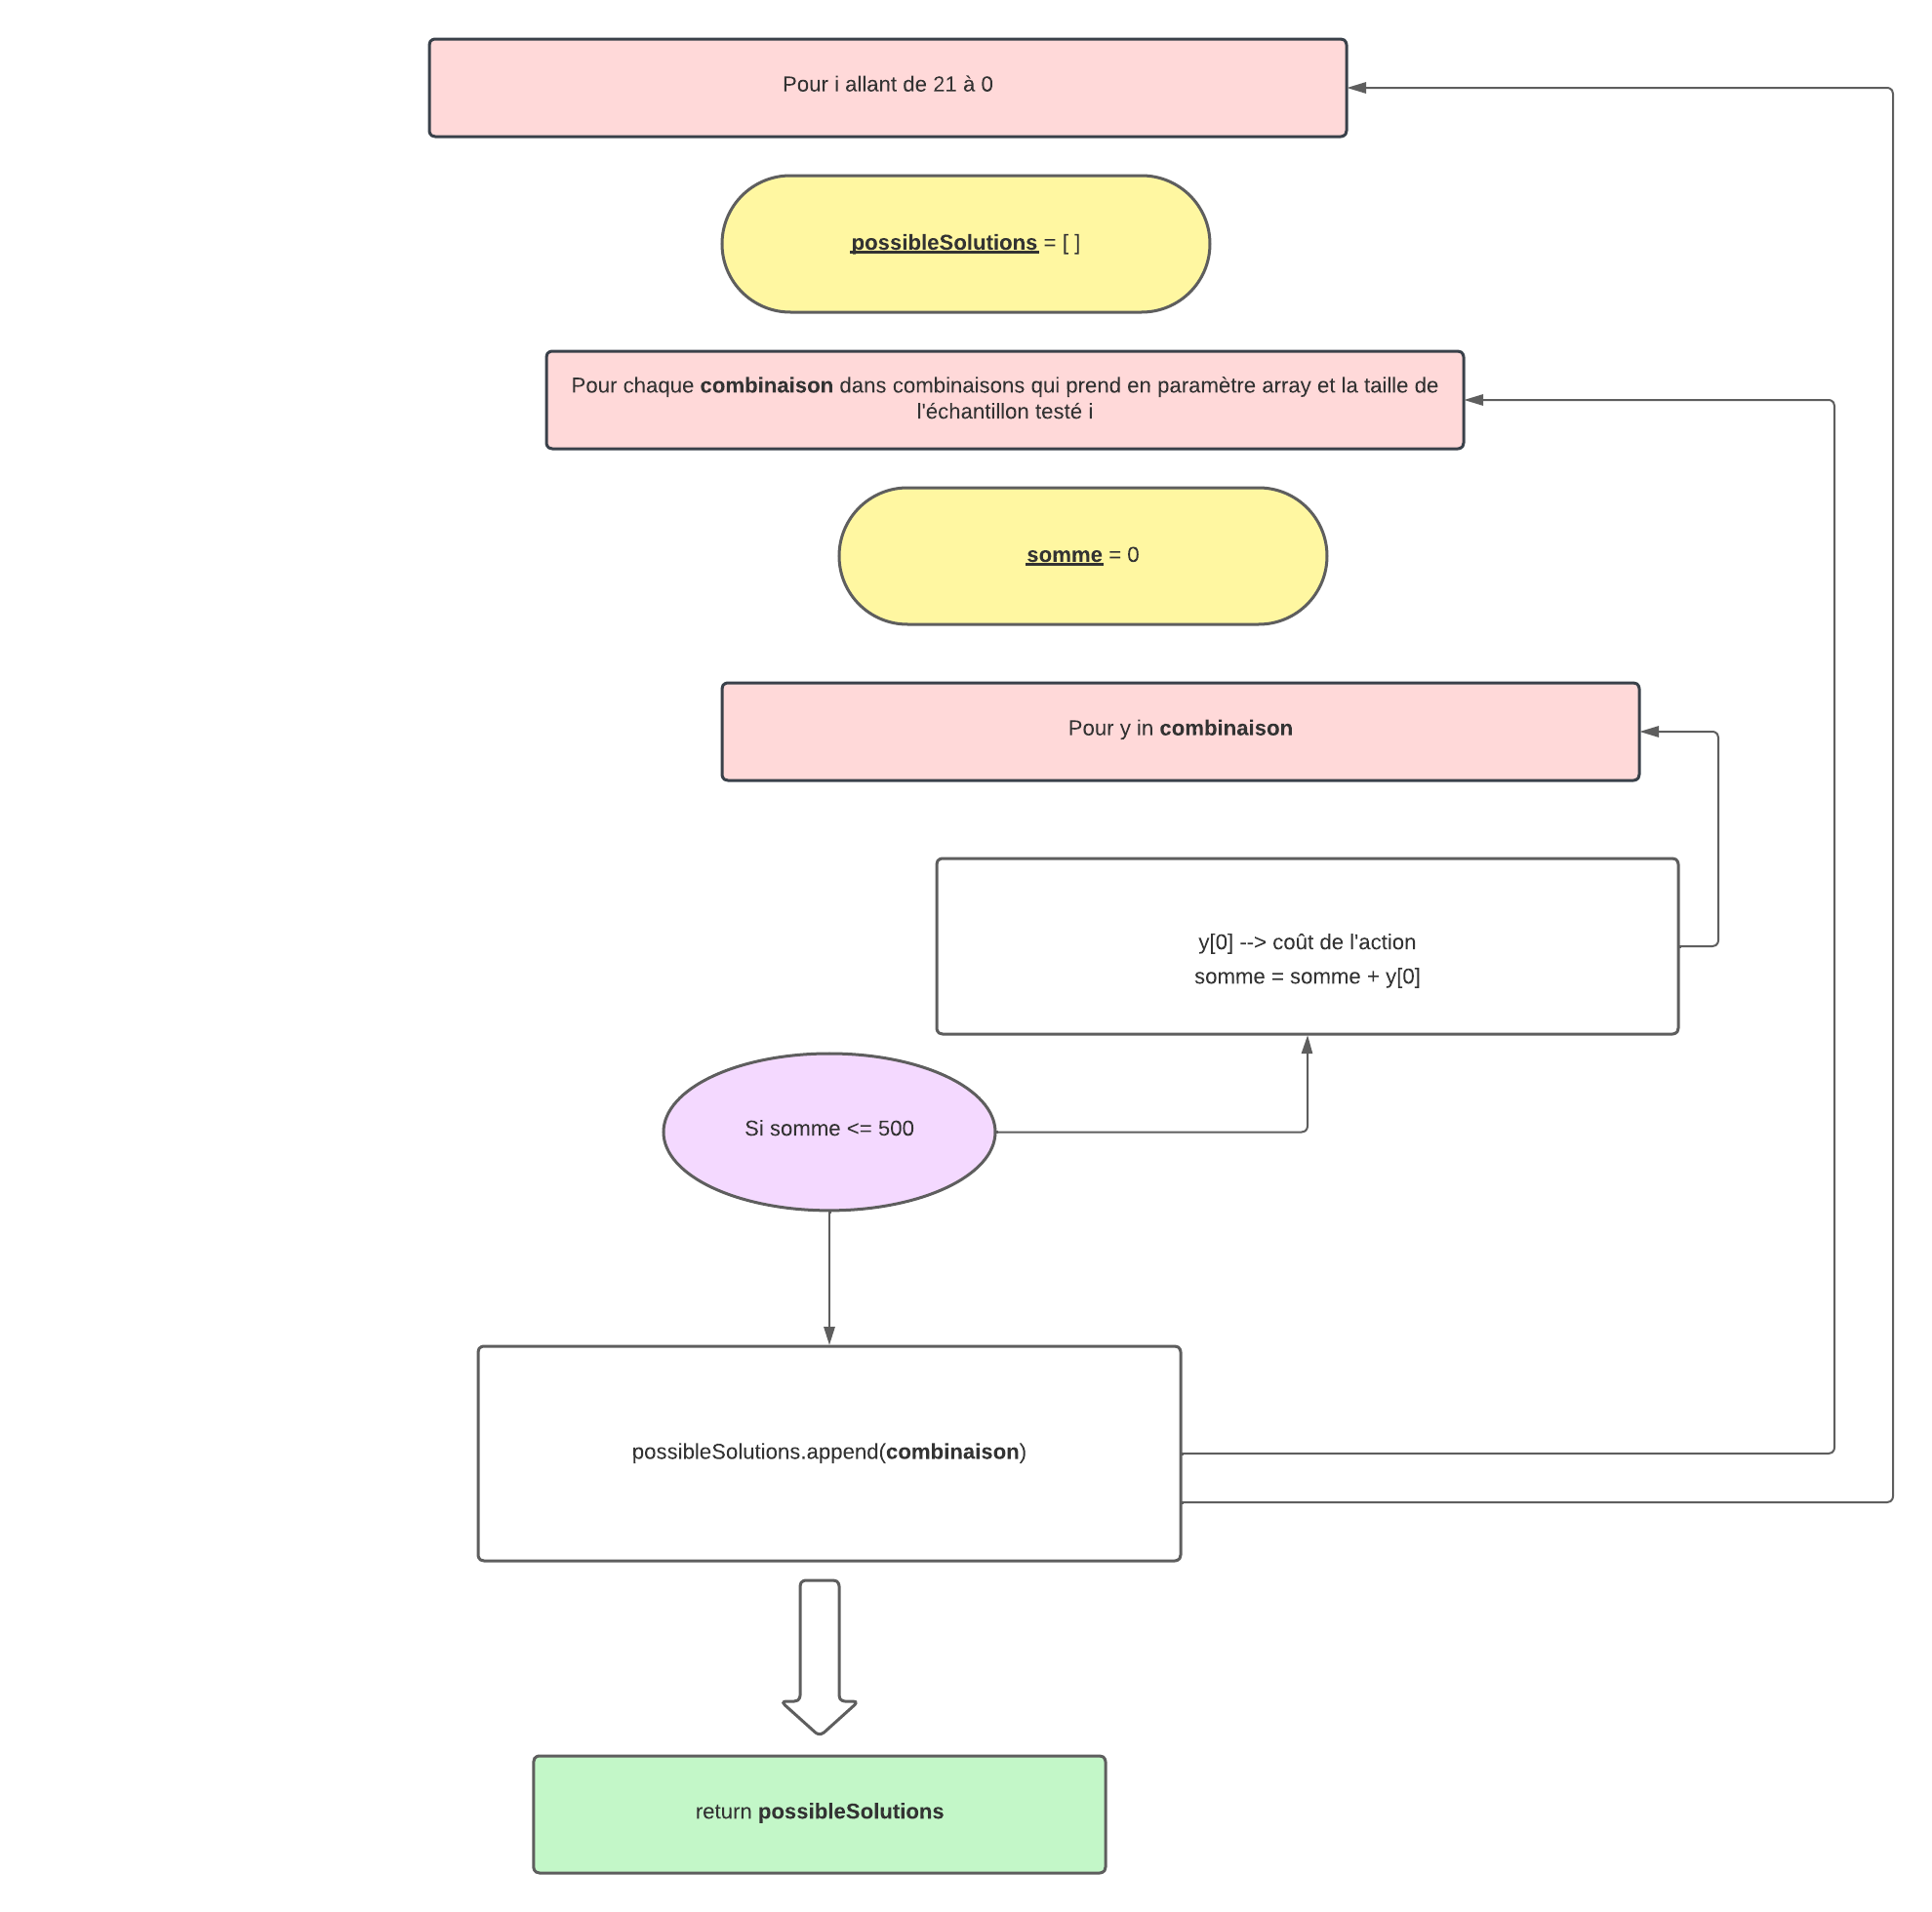 Pour i allant de 21 à 0
possibleSolutions = [ ]
Pour chaque combinaison dans combinaisons qui prend en paramètre array et la taille de
l'échantillon testé i
somme = 0
Pour y in combinaison
y[0] --> coût de l'action
somme = somme + y[0]
Si somme <= 500
possibleSolutions.append(combinaison)
return possibleSolutions